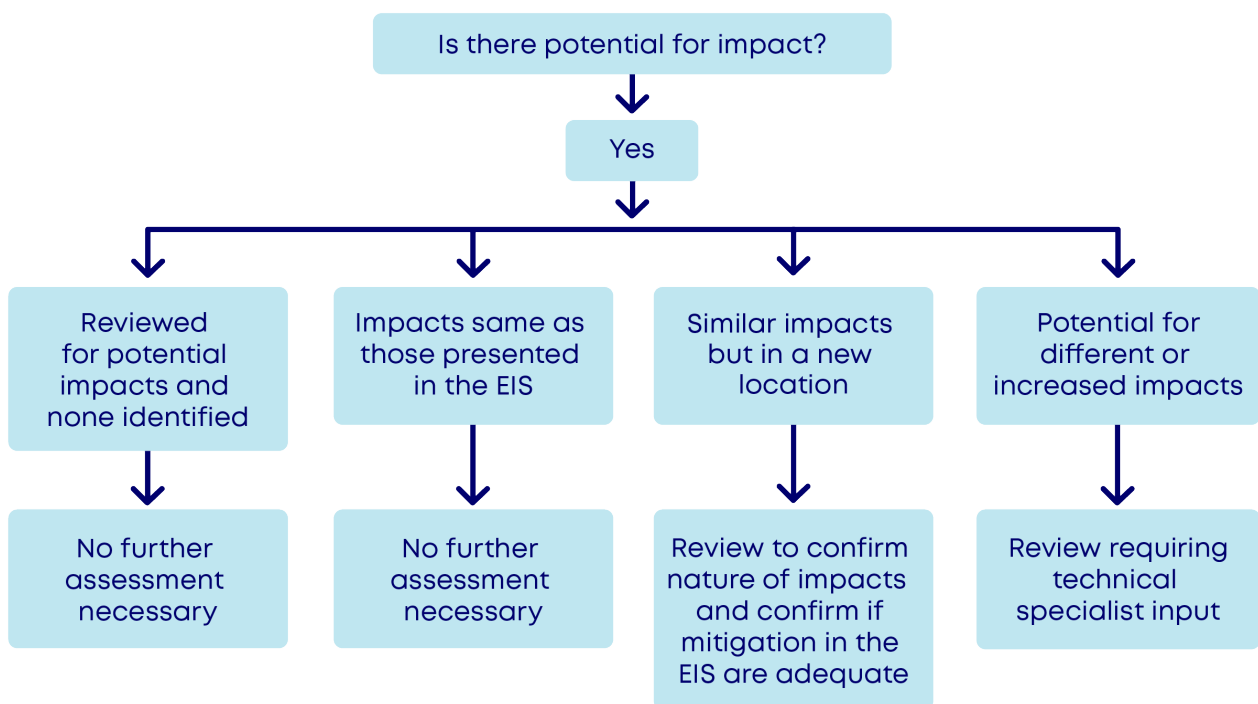 Is there potential for impact?
Yes
Reviewed
for potential
impacts and
none identified
Impacts same as
those presented
in the EIS
Similar impacts
but in a new
location
Potential for
different or
increased impacts
No further
assessment
necessary
No further
assessment
necessary
Review to confirm
nature of impacts
and confirm if
mitigation in the
EIS are adequate
Review requiring
technical
specialist input